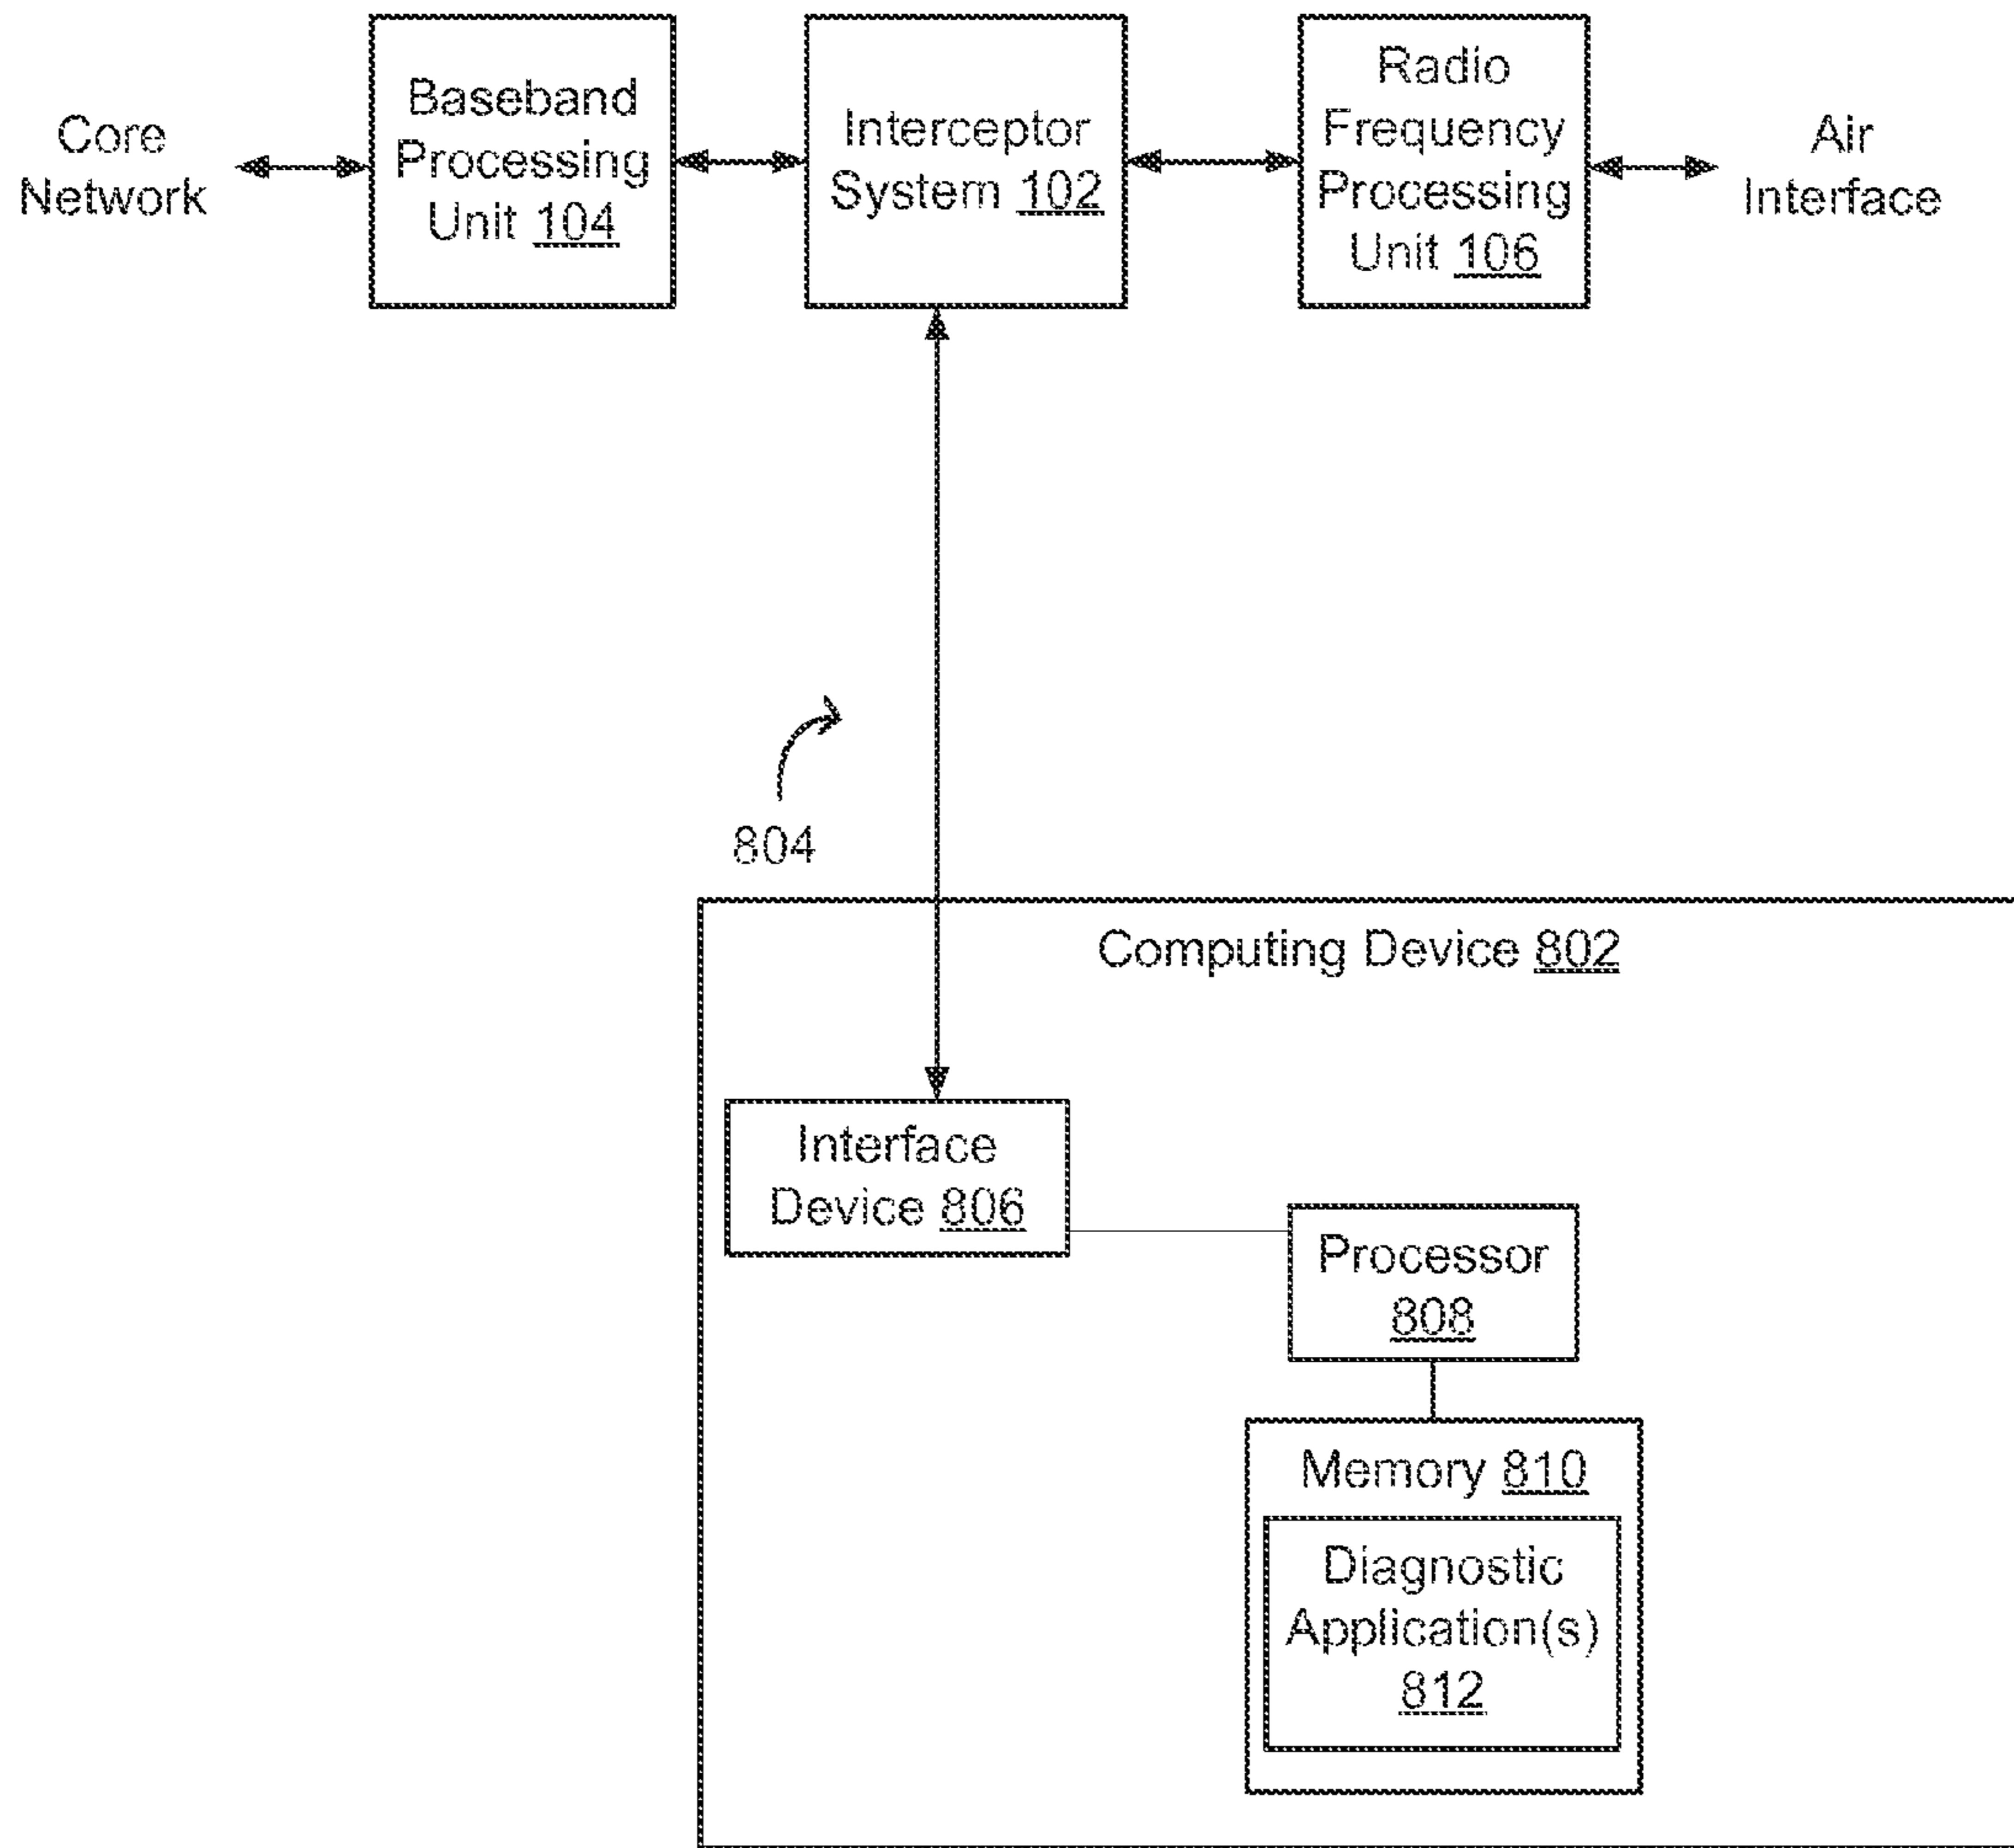 Core
Network
Baseband
Processing
Unit 104
Interceptor
System 102
Radio
Frequency
Processing
Unit 106
Air
Interface
804
Computing Device 802
Interface
Device 806
Processor
808
Memory 810
Diagnostic
Application(s)
812